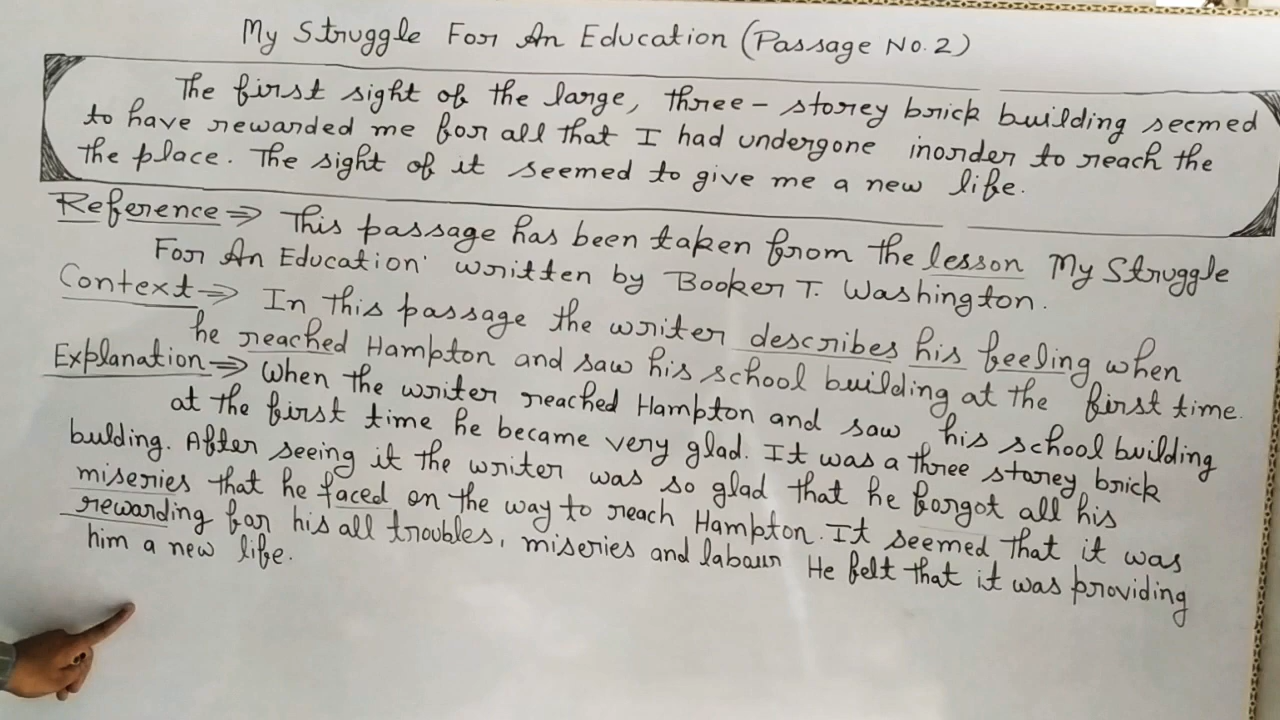 My Struggle For An Education (Passage No. 2)
The first sight of the large, three - storey brick building seemed
to have rewarded me for all that I had undergone inorder to reach the
the place. The sight of it seemed to give me a new life.
Reference ⇒ This passage has been taken from the lesson My Struggle
For An Education' written by Booker T. Washington.
Context ⇒ In this passage the writer describes his feeling when
he reached Hampton and saw his school building at the first time.
Explanation ⇒ When the writer reached Hampton and saw his school building
at the first time he became very glad. It was a three storey brick
bulding. After seeing it the writer was so glad that he forgot all his
miseries that he faced on the way to reach Hampton. It seemed that it was
rewarding for his all troubles, miseries and labour He felt that it was providing
him a new life.